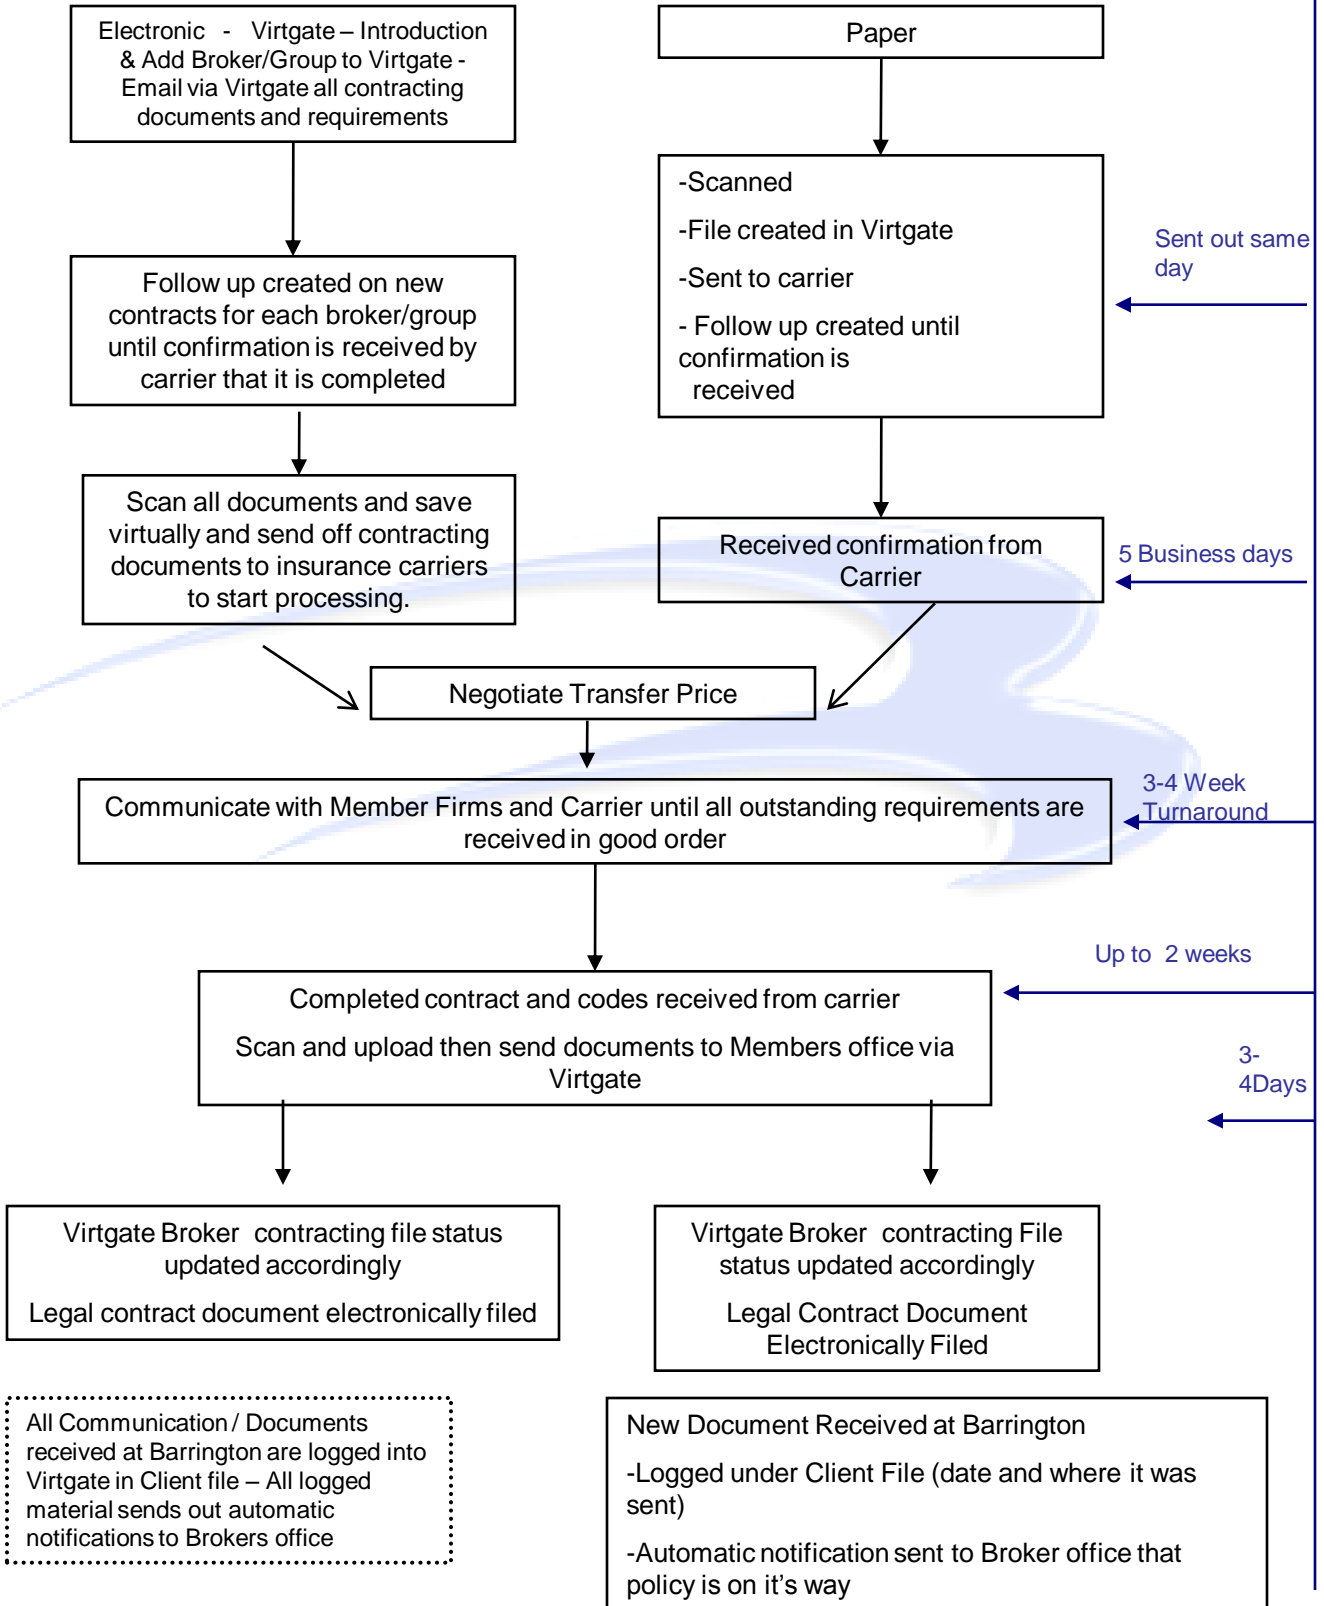 Electronic - Virtgate – Introduction
& Add Broker/Group to Virtgate -
Email via Virtgate all contracting
documents and requirements
Paper
-Scanned
-File created in Virtgate
-Sent to carrier
- Follow up created until
confirmation is
received
Sent out same
day
Follow up created on new
contracts for each broker/group
until confirmation is received by
carrier that it is completed
Scan all documents and save
virtually and send off contracting
documents to insurance carriers
to start processing.
Received confirmation from
Carrier
5 Business days
Negotiate Transfer Price
Communicate with Member Firms and Carrier until all outstanding requirements are
received in good order
3-4 Week
Turnaround
Up to 2 weeks
Completed contract and codes received from carrier
Scan and upload then send documents to Members office via
Virtgate
3-
4Days
Virtgate Broker contracting file status
updated accordingly
Legal contract document electronically filed
Virtgate Broker contracting File
status updated accordingly
Legal Contract Document
Electronically Filed
All Communication / Documents
received at Barrington are logged into
Virtgate in Client file – All logged
material sends out automatic
notifications to Brokers office
New Document Received at Barrington
-Logged under Client File (date and where it was
sent)
-Automatic notification sent to Broker office that
policy is on it's way